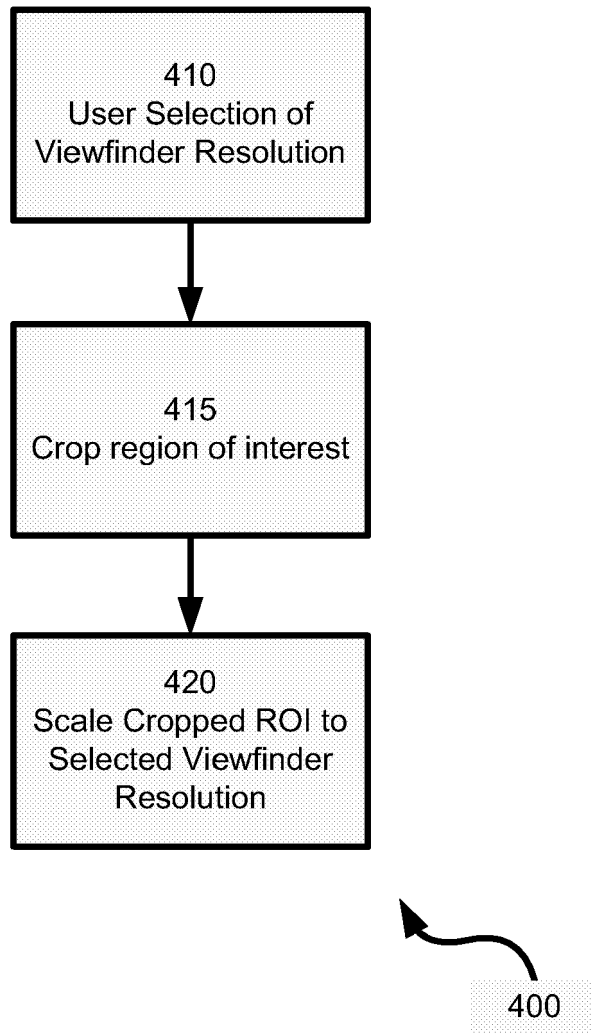 410
User Selection of
Viewfinder Resolution
415
Crop region of interest
420
Scale Cropped ROI to
Selected Viewfinder
Resolution
400